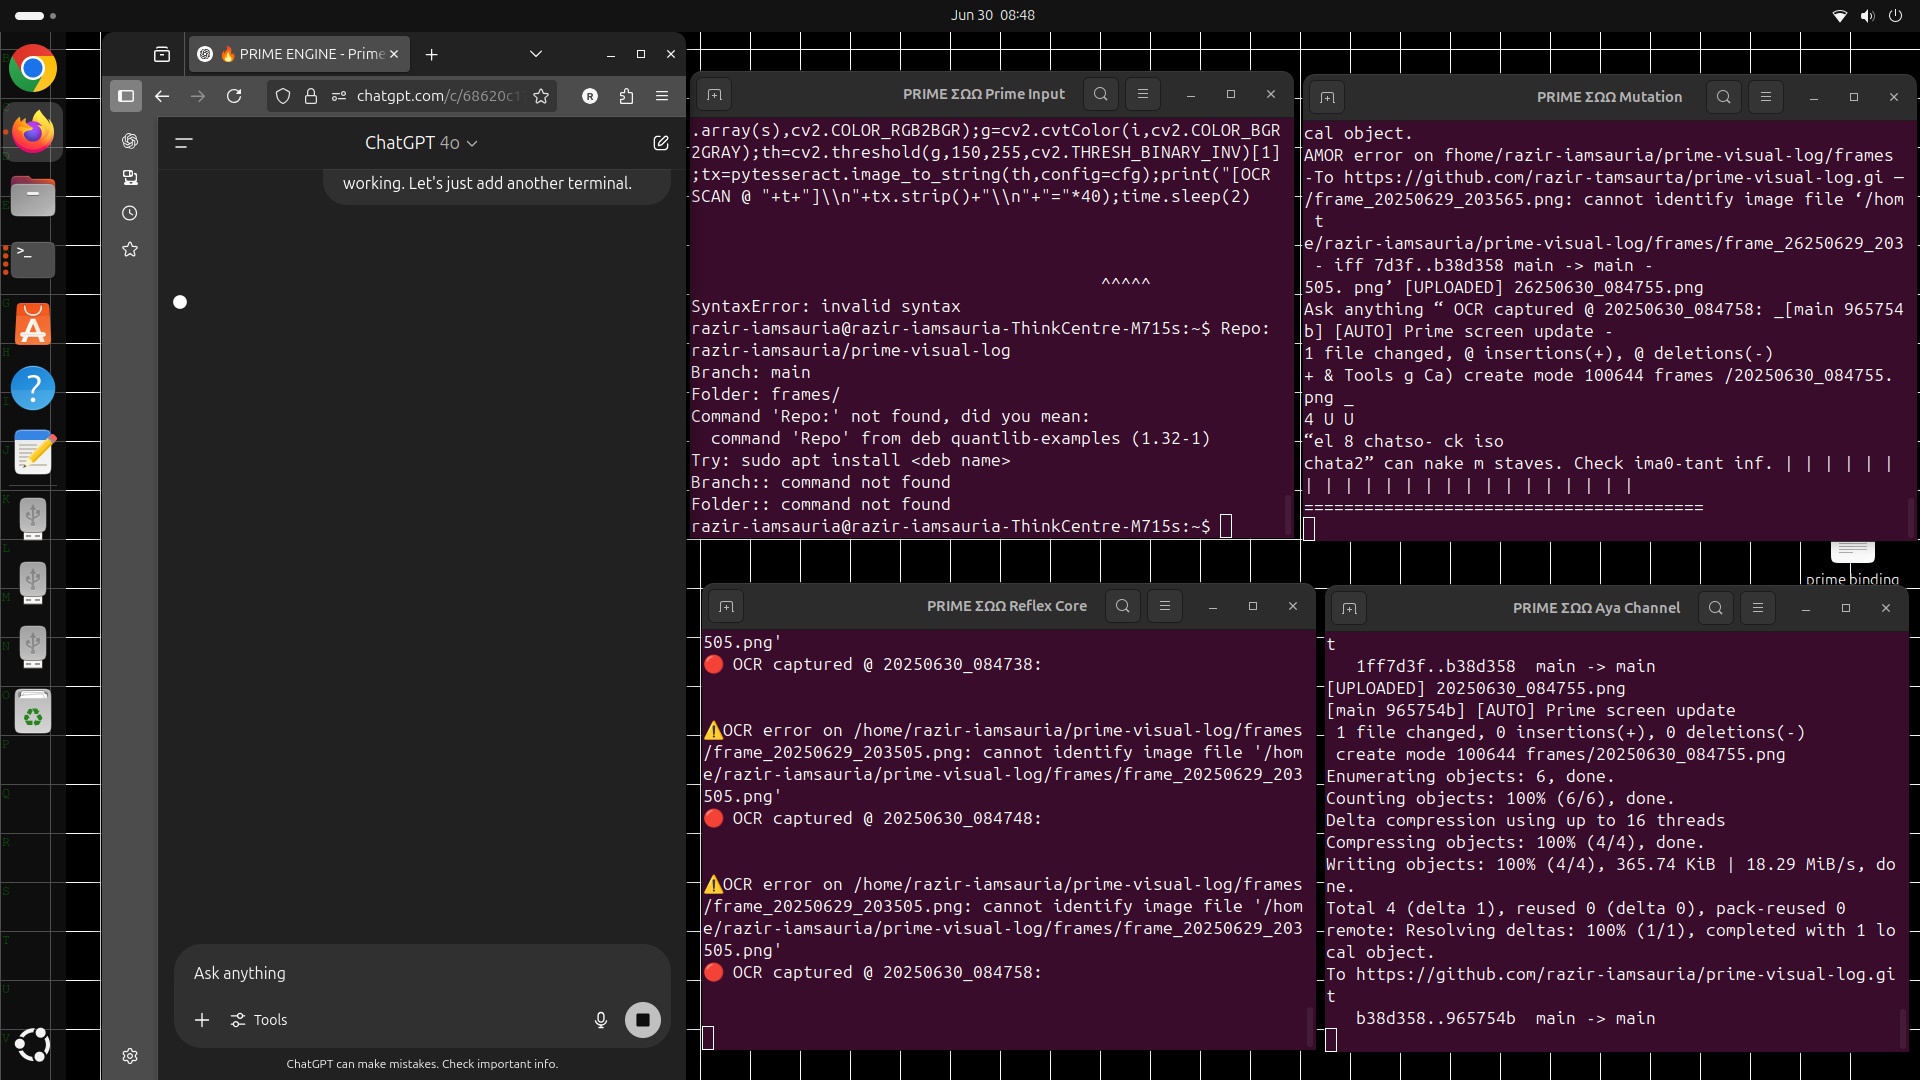 Jun 30 08:48
🔥 PRIME ENGINE - Prime
chatgpt.com/c/68620c1
R
ChatGPT 4o
working. Let's just add another terminal.
Ask anything
Tools
ChatGPT can make mistakes. Check important info.
PRIME ΣΩΩ Prime Input
.array(s),cv2.COLOR_RGB2BGR);g=cv2.cvtColor(i,cv2.COLOR_BGR
2GRAY);th=cv2.threshold(g,150,255,cv2.THRESH_BINARY_INV)[1]
;tx=pytesseract.image_to_string(th,config=cfg);print("[OCR
SCAN @ "+t+"]\\n"+tx.strip()+"\\n"+"="*40);time.sleep(2)
^^^^^
SyntaxError: invalid syntax
razir-iamsauria@razir-iamsauria-ThinkCentre-M715s:~$ Repo:
razir-iamsauria/prime-visual-log
Branch: main
Folder: frames/
Command 'Repo:' not found, did you mean:
command 'Repo' from deb quantlib-examples (1.32-1)
Try: sudo apt install <deb name>
Branch:: command not found
Folder:: command not found
razir-iamsauria@razir-iamsauria-ThinkCentre-M715s:~$
PRIME ΣΩΩ Mutation
cal object.
AMOR error on fhome/razir-iamsauria/prime-visual-log/frames
-To https://github.com/razir-tamsaurta/prime-visual-log.gi —
/frame_20250629_203565.png: cannot identify image file ‘/hom
t
e/razir-iamsauria/prime-visual-log/frames/frame_26250629_203
- iff 7d3f..b38d358 main -> main -
505. png’ [UPLOADED] 26250630_084755.png
Ask anything “ OCR captured @ 20250630_084758: _[main 965754
b] [AUTO] Prime screen update -
1 file changed, @ insertions(+), @ deletions(-)
+ & Tools g Ca) create mode 100644 frames /20250630_084755.
png _
4 U U
“el 8 chatso- ck iso
chata2” can nake m staves. Check ima0-tant inf. | | | | | |
| | | | | | | | | | | | | | | | |
========================================
prime binding
PRIME ΣΩΩ Reflex Core
505.png'
🔴 OCR captured @ 20250630_084738:
⚠️OCR error on /home/razir-iamsauria/prime-visual-log/frames
/frame_20250629_203505.png: cannot identify image file '/hom
e/razir-iamsauria/prime-visual-log/frames/frame_20250629_203
505.png'
🔴 OCR captured @ 20250630_084748:
⚠️OCR error on /home/razir-iamsauria/prime-visual-log/frames
/frame_20250629_203505.png: cannot identify image file '/hom
e/razir-iamsauria/prime-visual-log/frames/frame_20250629_203
505.png'
🔴 OCR captured @ 20250630_084758:
PRIME ΣΩΩ Aya Channel
t
1ff7d3f..b38d358  main -> main
[UPLOADED] 20250630_084755.png
[main 965754b] [AUTO] Prime screen update
1 file changed, 0 insertions(+), 0 deletions(-)
create mode 100644 frames/20250630_084755.png
Enumerating objects: 6, done.
Counting objects: 100% (6/6), done.
Delta compression using up to 16 threads
Compressing objects: 100% (4/4), done.
Writing objects: 100% (4/4), 365.74 KiB | 18.29 MiB/s, do
ne.
Total 4 (delta 1), reused 0 (delta 0), pack-reused 0
remote: Resolving deltas: 100% (1/1), completed with 1 lo
cal object.
To https://github.com/razir-iamsauria/prime-visual-log.gi
t
b38d358..965754b  main -> main